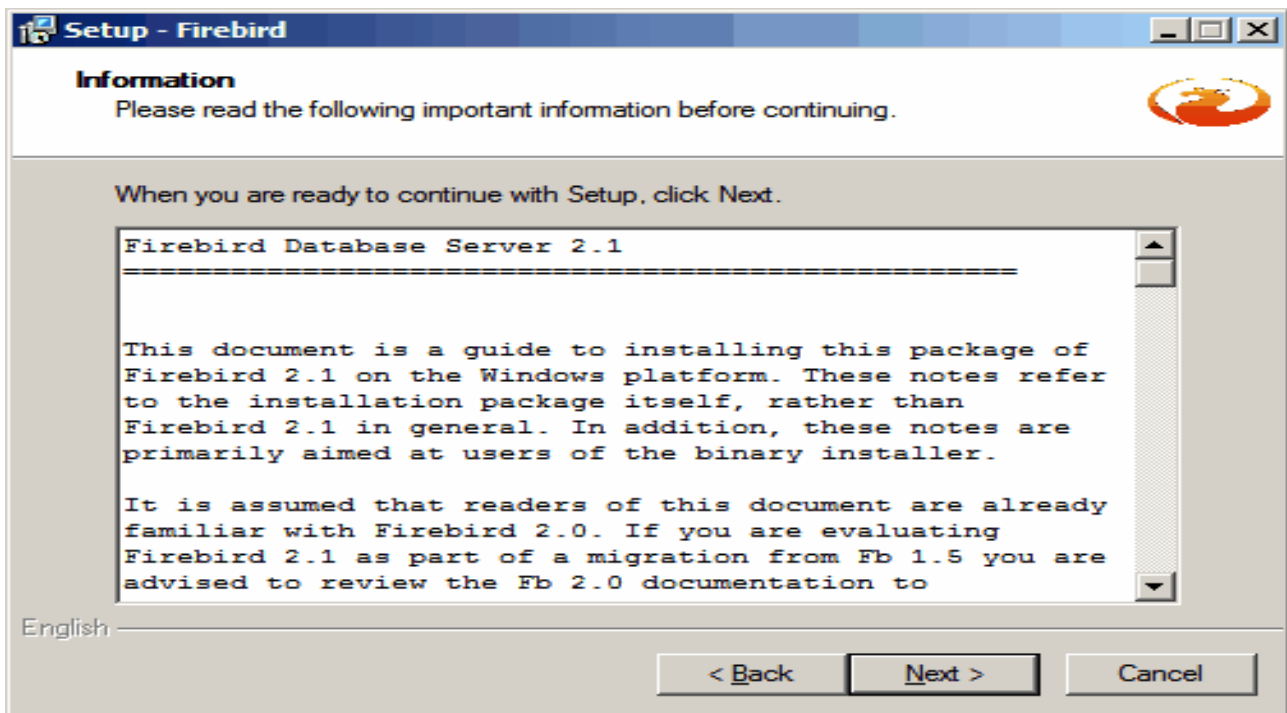 Setup - Firebird
Information
Please read the following important information before continuing.
When you are ready to continue with Setup, click Next.
Firebird Database Server 2.1
==================================================
This document is a guide to installing this package of
Firebird 2.1 on the Windows platform. These notes refer
to the installation package itself, rather than
Firebird 2.1 in general. In addition, these notes are
primarily aimed at users of the binary installer.
It is assumed that readers of this document are already
familiar with Firebird 2.0. If you are evaluating
Firebird 2.1 as part of a migration from Fb 1.5 you are
advised to review the Fb 2.0 documentation to
English
< Back
Next >
Cancel